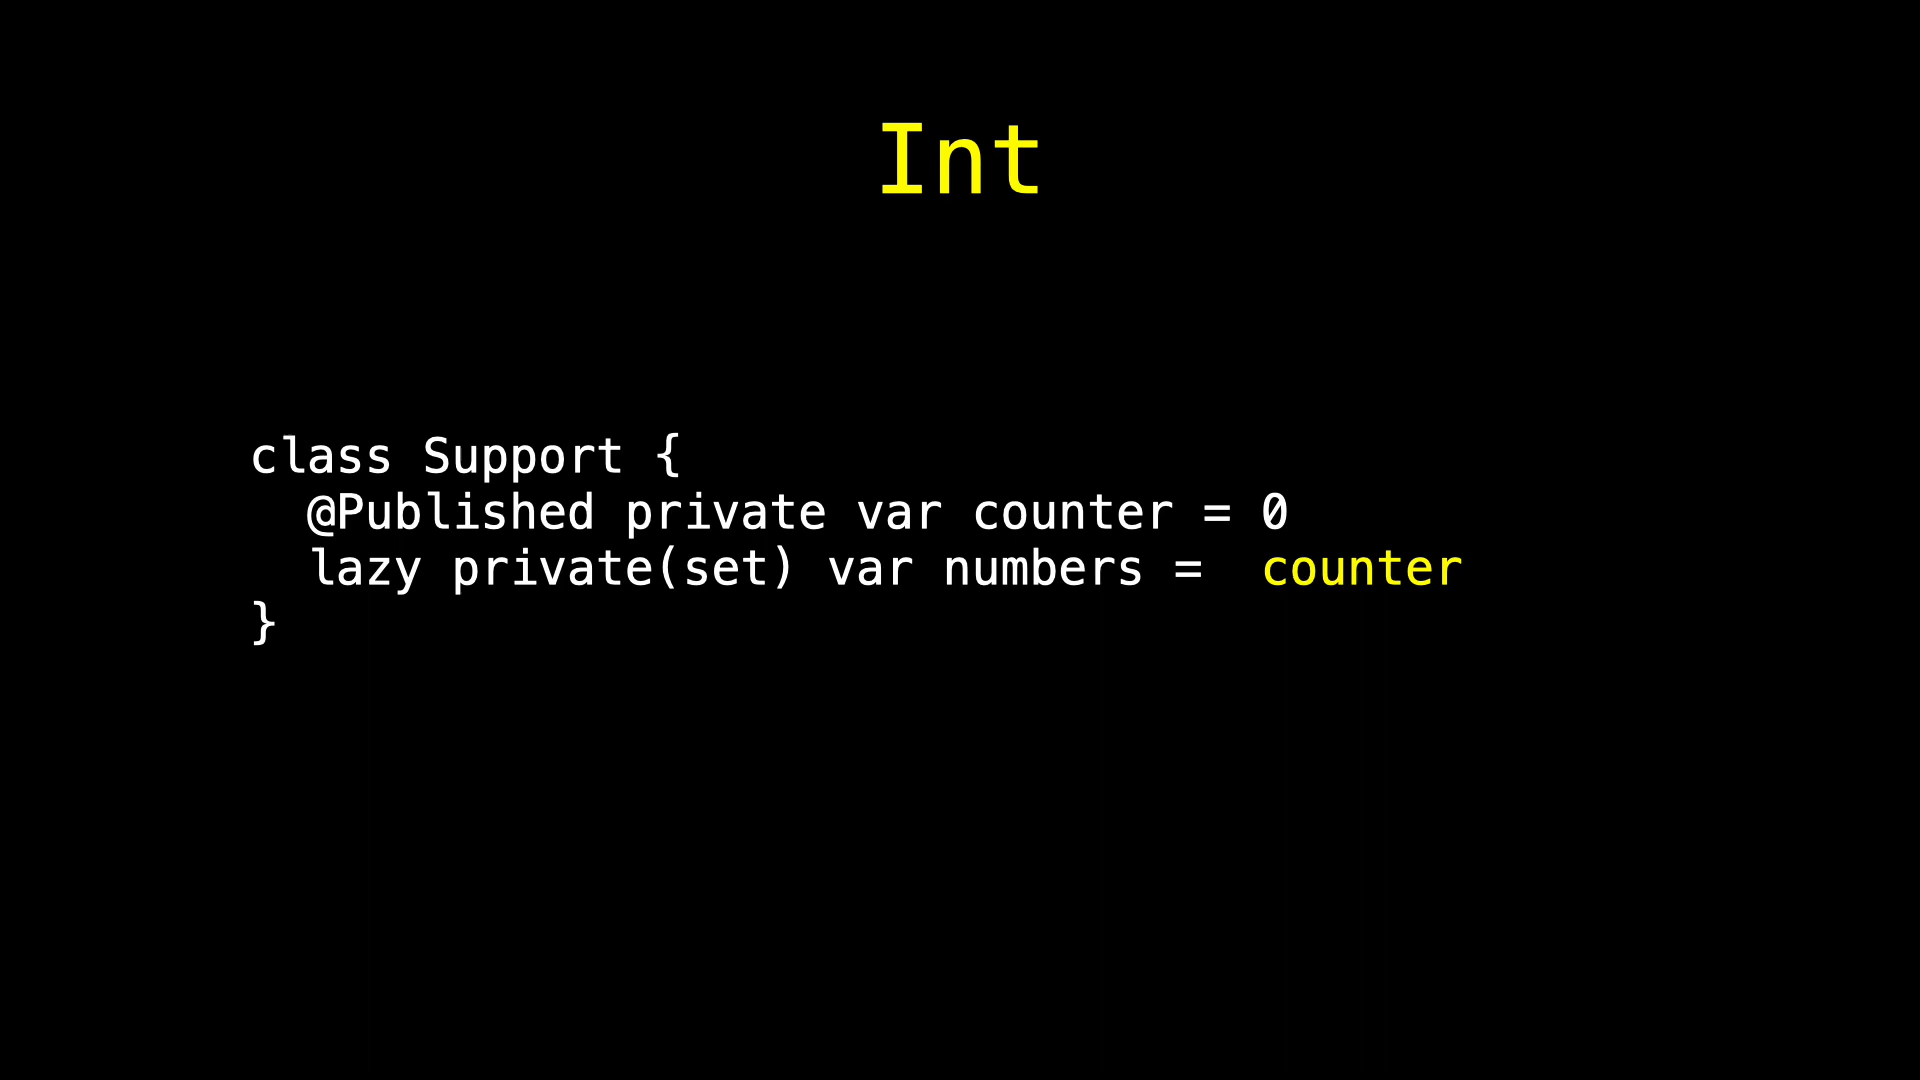 Int
class Support {
  @Published private var counter = 0
  lazy private(set) var numbers =  counter
}